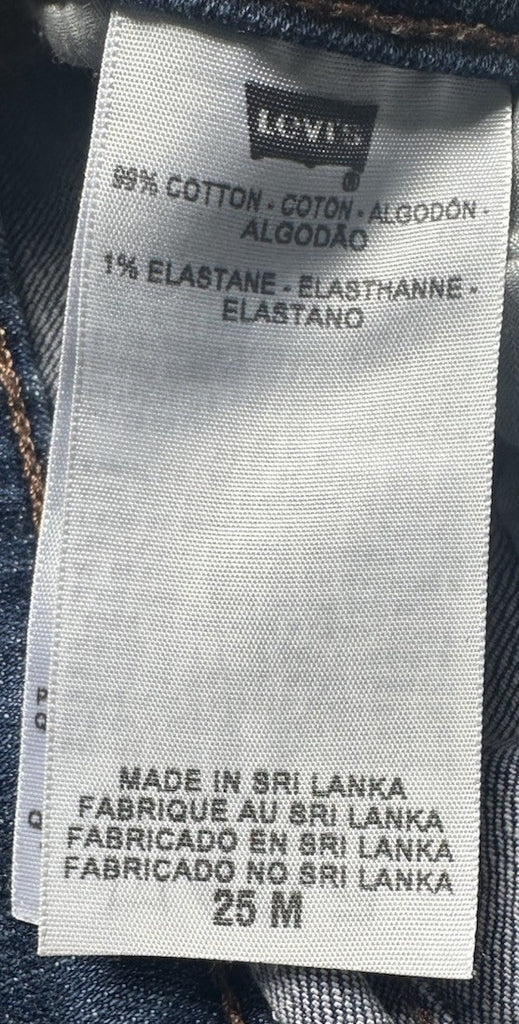 LEVI'S
99% COTTON - COTON - ALGODÓN -
ALGODÃO
1% ELASTANE - ÉLASTHANNE -
ELASTANO
MADE IN SRI LANKA
FABRIQUE AU SRI LANKA
FABRICADO EN SRI LANKA
FABRICADO NO SRI LANKA
25 M